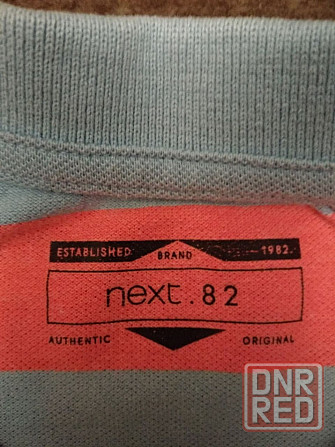 ESTABLISHED BRAND 1982.
next.82
AUTHENTIC ORIGINAL
DNR
RED